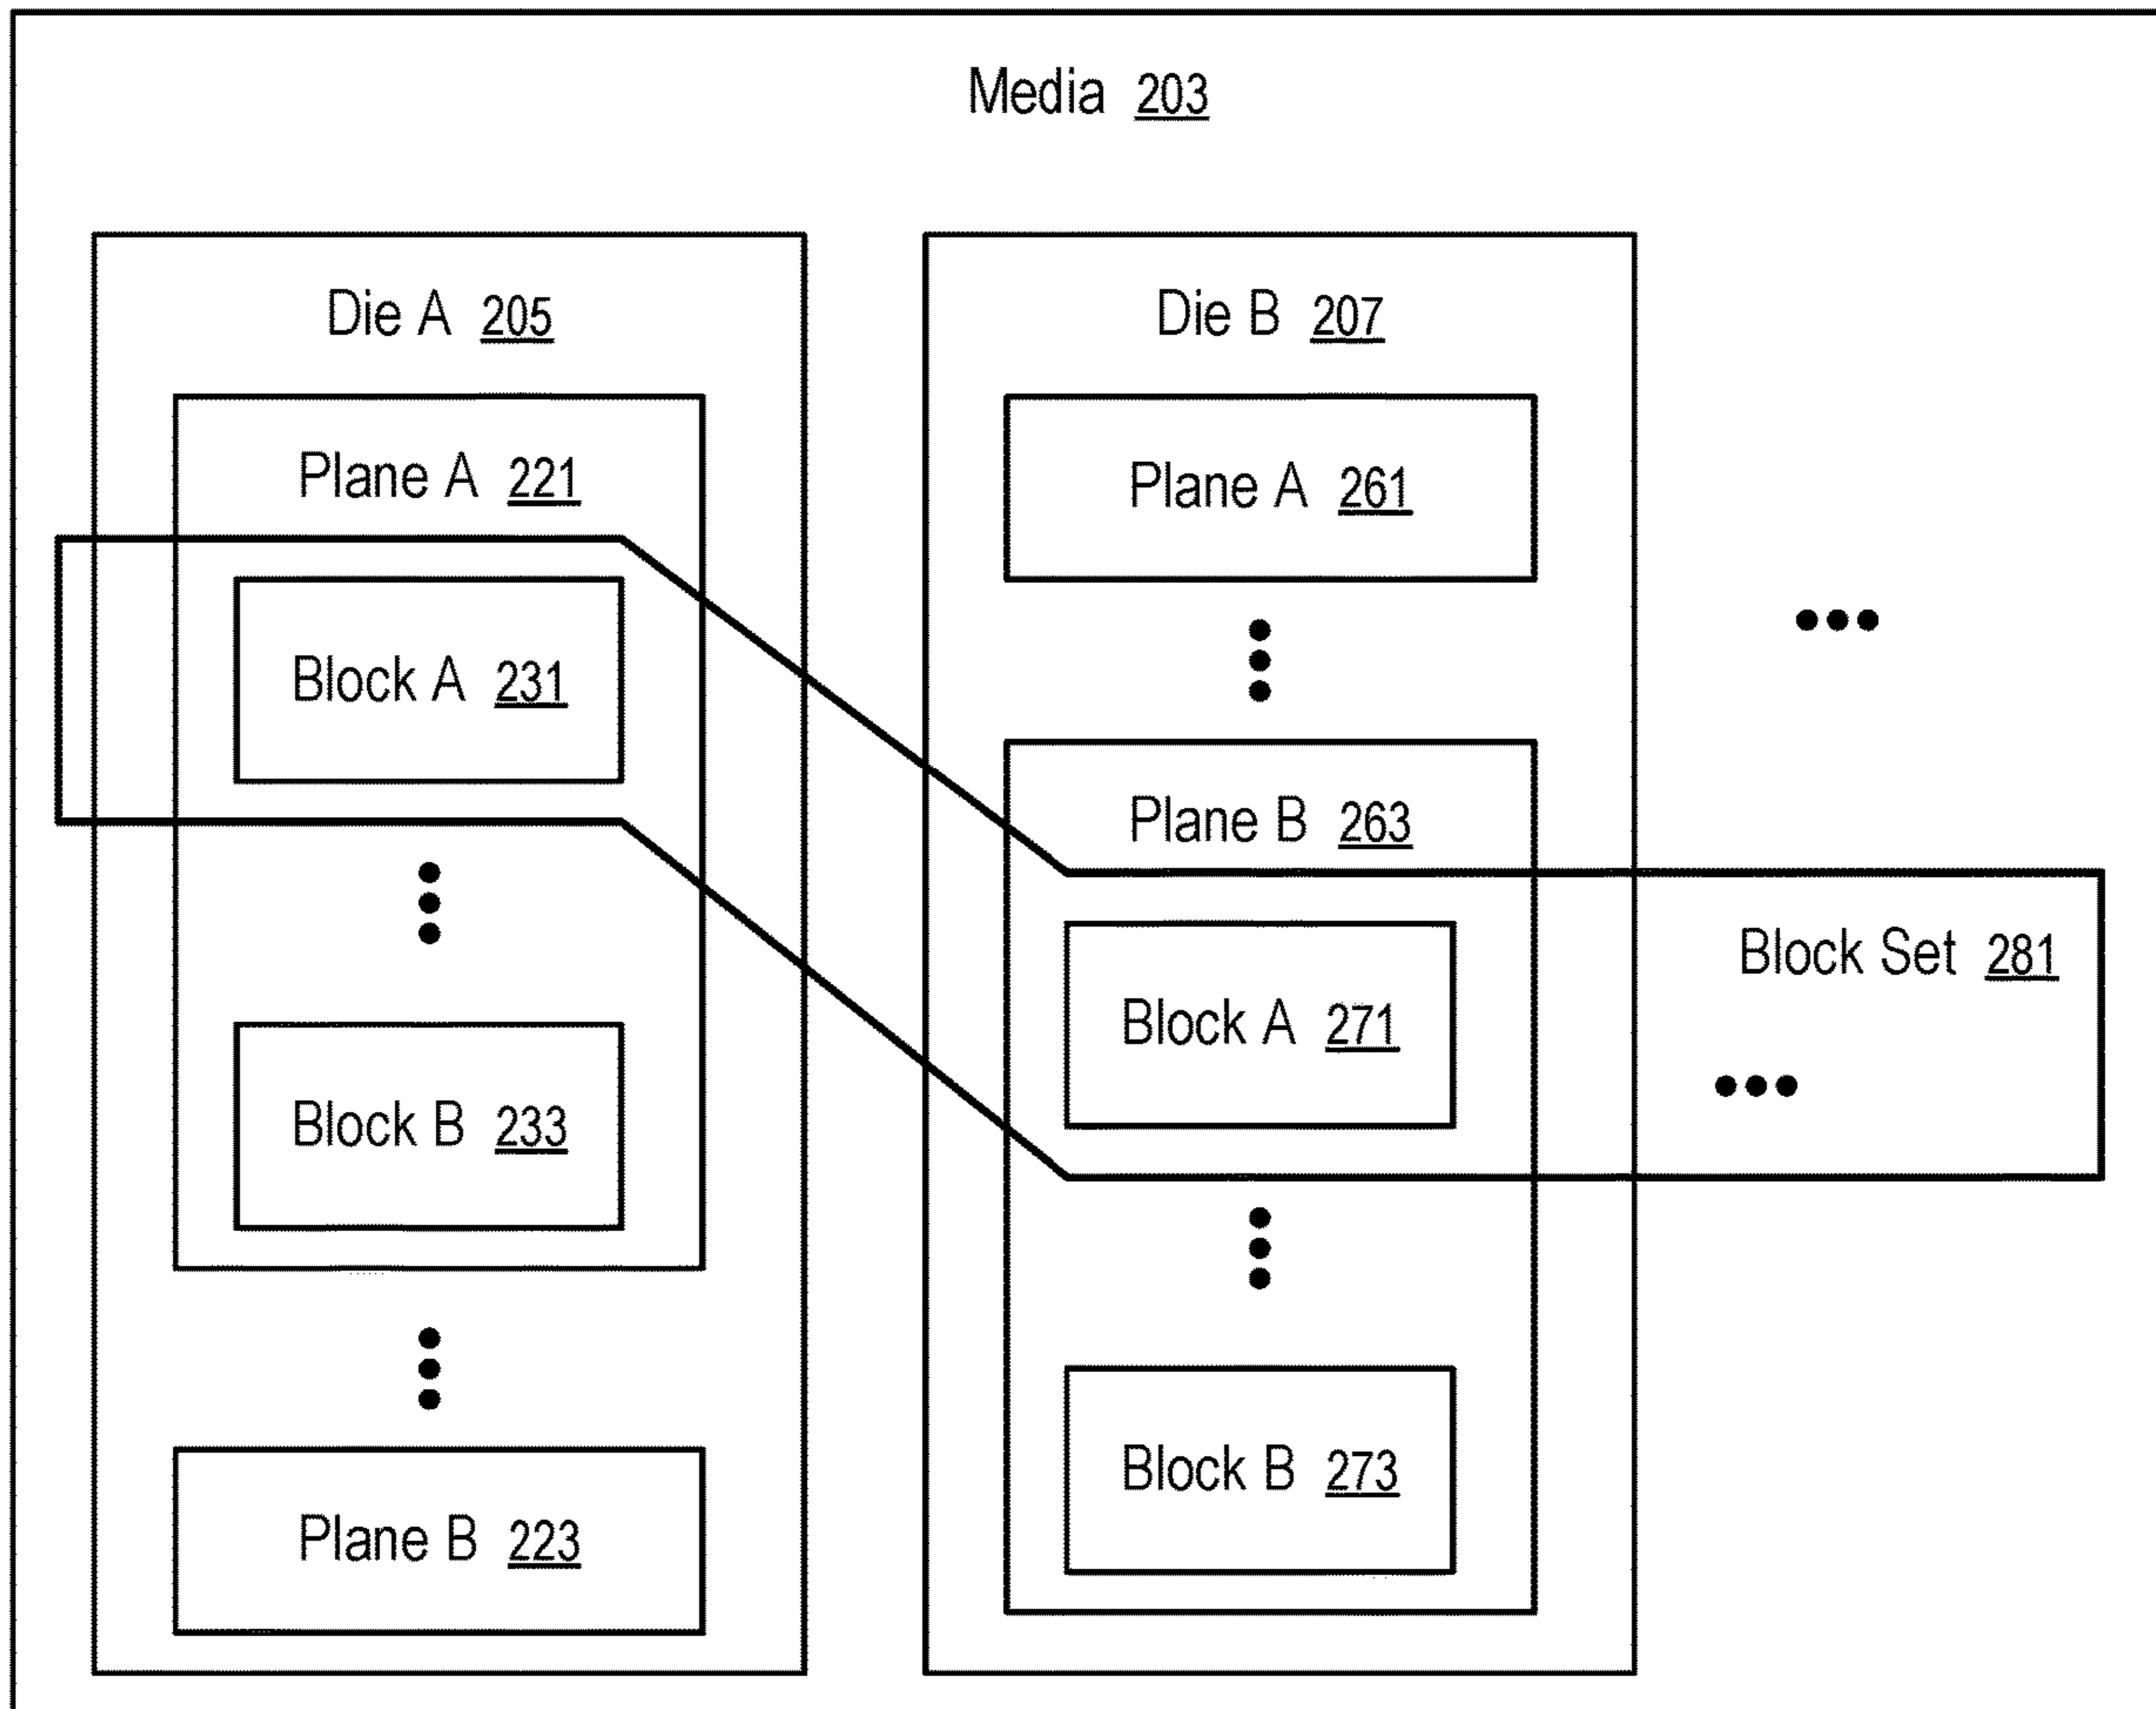 Media 203
Die A 205
Plane A 221
Block A 231
Block B 233
Plane B 223
Die B 207
Plane A 261
Plane B 263
Block A 271
Block B 273
Block Set 281